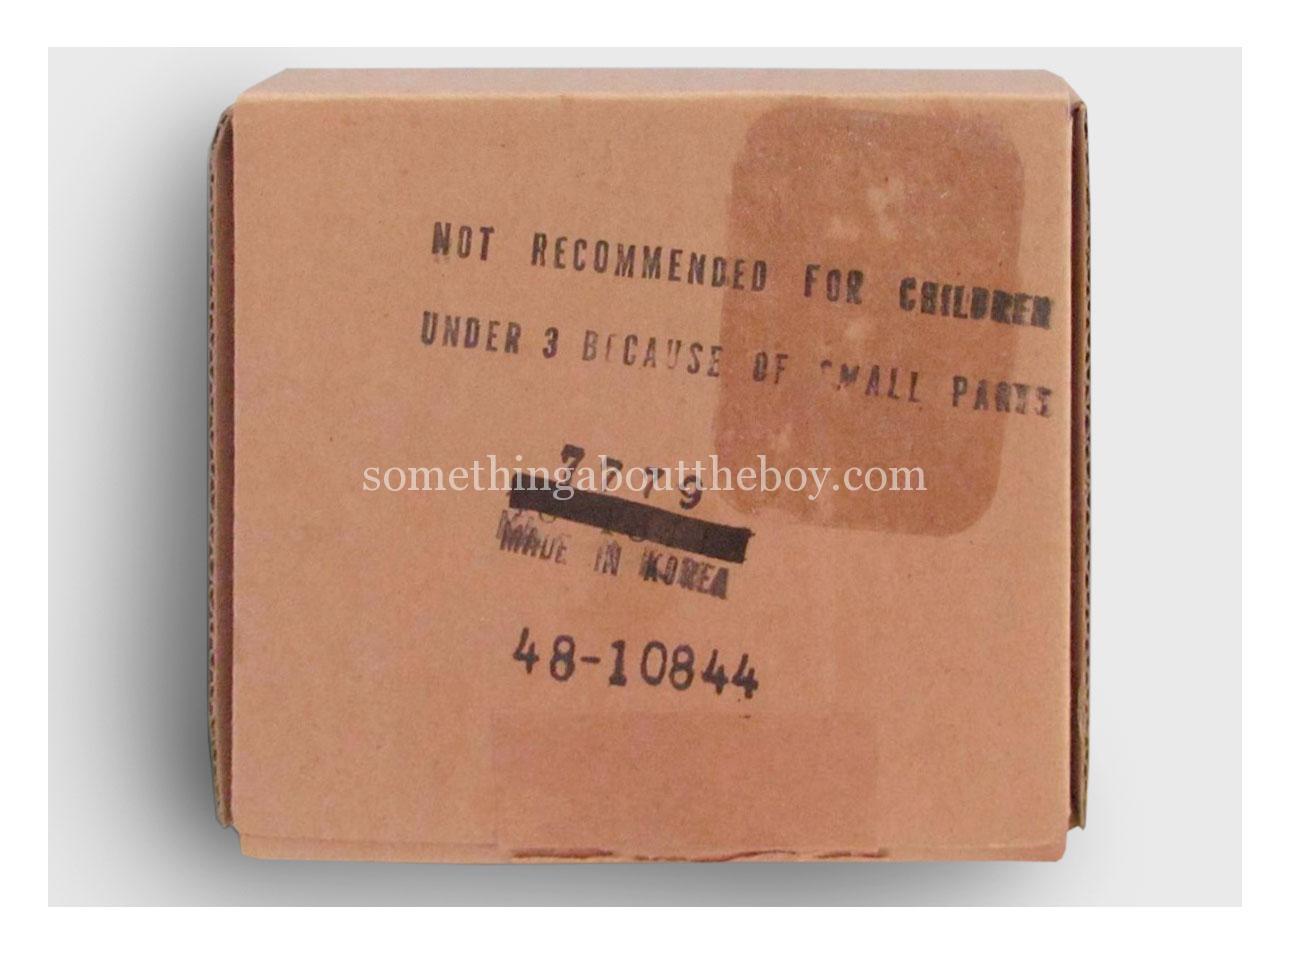 NOT RECOMMENDED FOR CHILDREN
UNDER 3 BECAUSE OF SMALL PARTS
somethingabouttheboy.com
MADE IN KOREA
48-10844